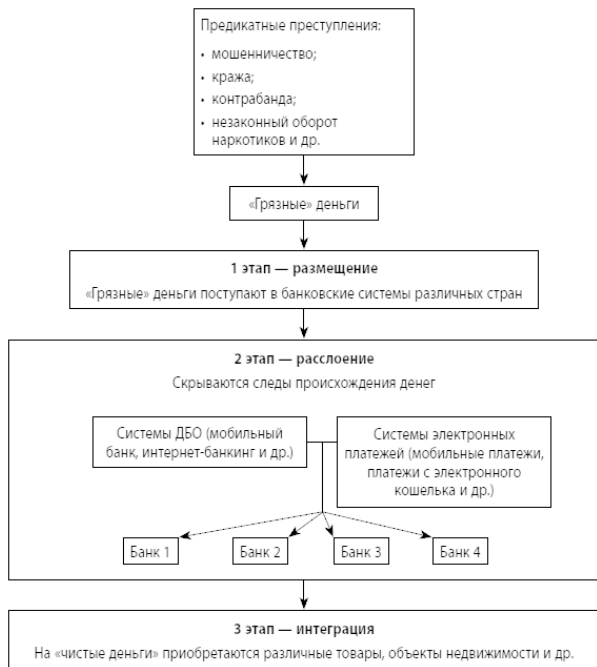 Предикатные преступления:
• мошенничество;
• кража;
• контрабанда;
• незаконный оборот
наркотиков и др.
«Грязные» деньги
1 этап — размещение
«Грязные» деньги поступают в банковские системы различных стран
2 этап — расслоение
Скрываются следы происхождения денег
Системы ДБО (мобильный
банк, интернет-банкинг и др.)
Системы электронных
платежей (мобильные платежи,
платежи с электронного
кошелька и др.)
Банк 1
Банк 2
Банк 3
Банк 4
3 этап — интеграция
На «чистые деньги» приобретаются различные товары, объекты недвижимости и др.